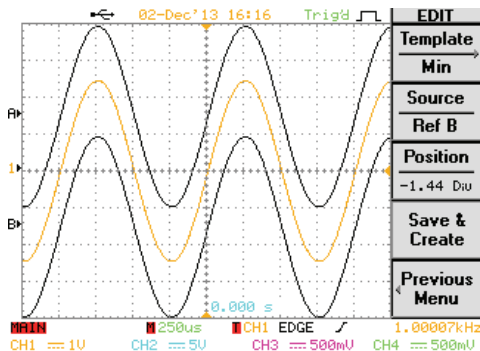 02-Dec'13 16:16 Trig'd EDIT
Template
Min
Source
Ref B
Position
-1.44 Div
Save &
Create
Previous
Menu
A
1
B
0.000 s
MAIN M 250us T CH1 EDGE 1.00007kHz
CH1 1V CH2 5V CH3 500mV CH4 500mV